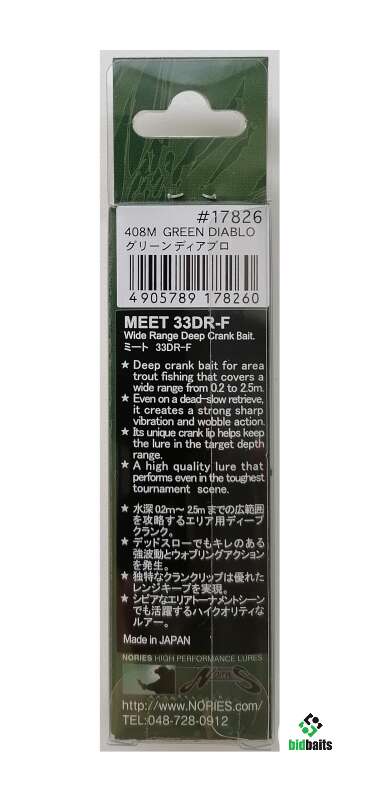 #17826
408M GREEN DIABLO
グリーンディアブロ
4 905789 178260
MEET 33DR-F
Wide Range Deep Crank Bait.
ミート 33DR-F
★ Deep crank bait for area
trout fishing that covers a
wide range from 0.2 to 2.5m.
★ Even on a dead-slow retrieve,
it creates a strong sharp
vibration and wobble action.
★ Its unique crank lip helps keep
the lure in the target depth
range.
★ A high quality lure that
performs even in the toughest
tournament scene.
★ 水深0.2m～2.5mまでの広範囲
を攻略するエリア用ディープ
クランク。
★ デッドスローでもキレのある
強波動とウォブリングアクション
を発生。
★ 独特なクランクリップは優れた
レンジキープを実現。
★ シビアなエリアトーナメントシーン
でも活躍するハイクオリティな
ルアー。
Made in JAPAN
NORIES HIGH PERFORMANCE LURES
NorieS
http://www.NORIES.com/
TEL:048-728-0912
bidbaits